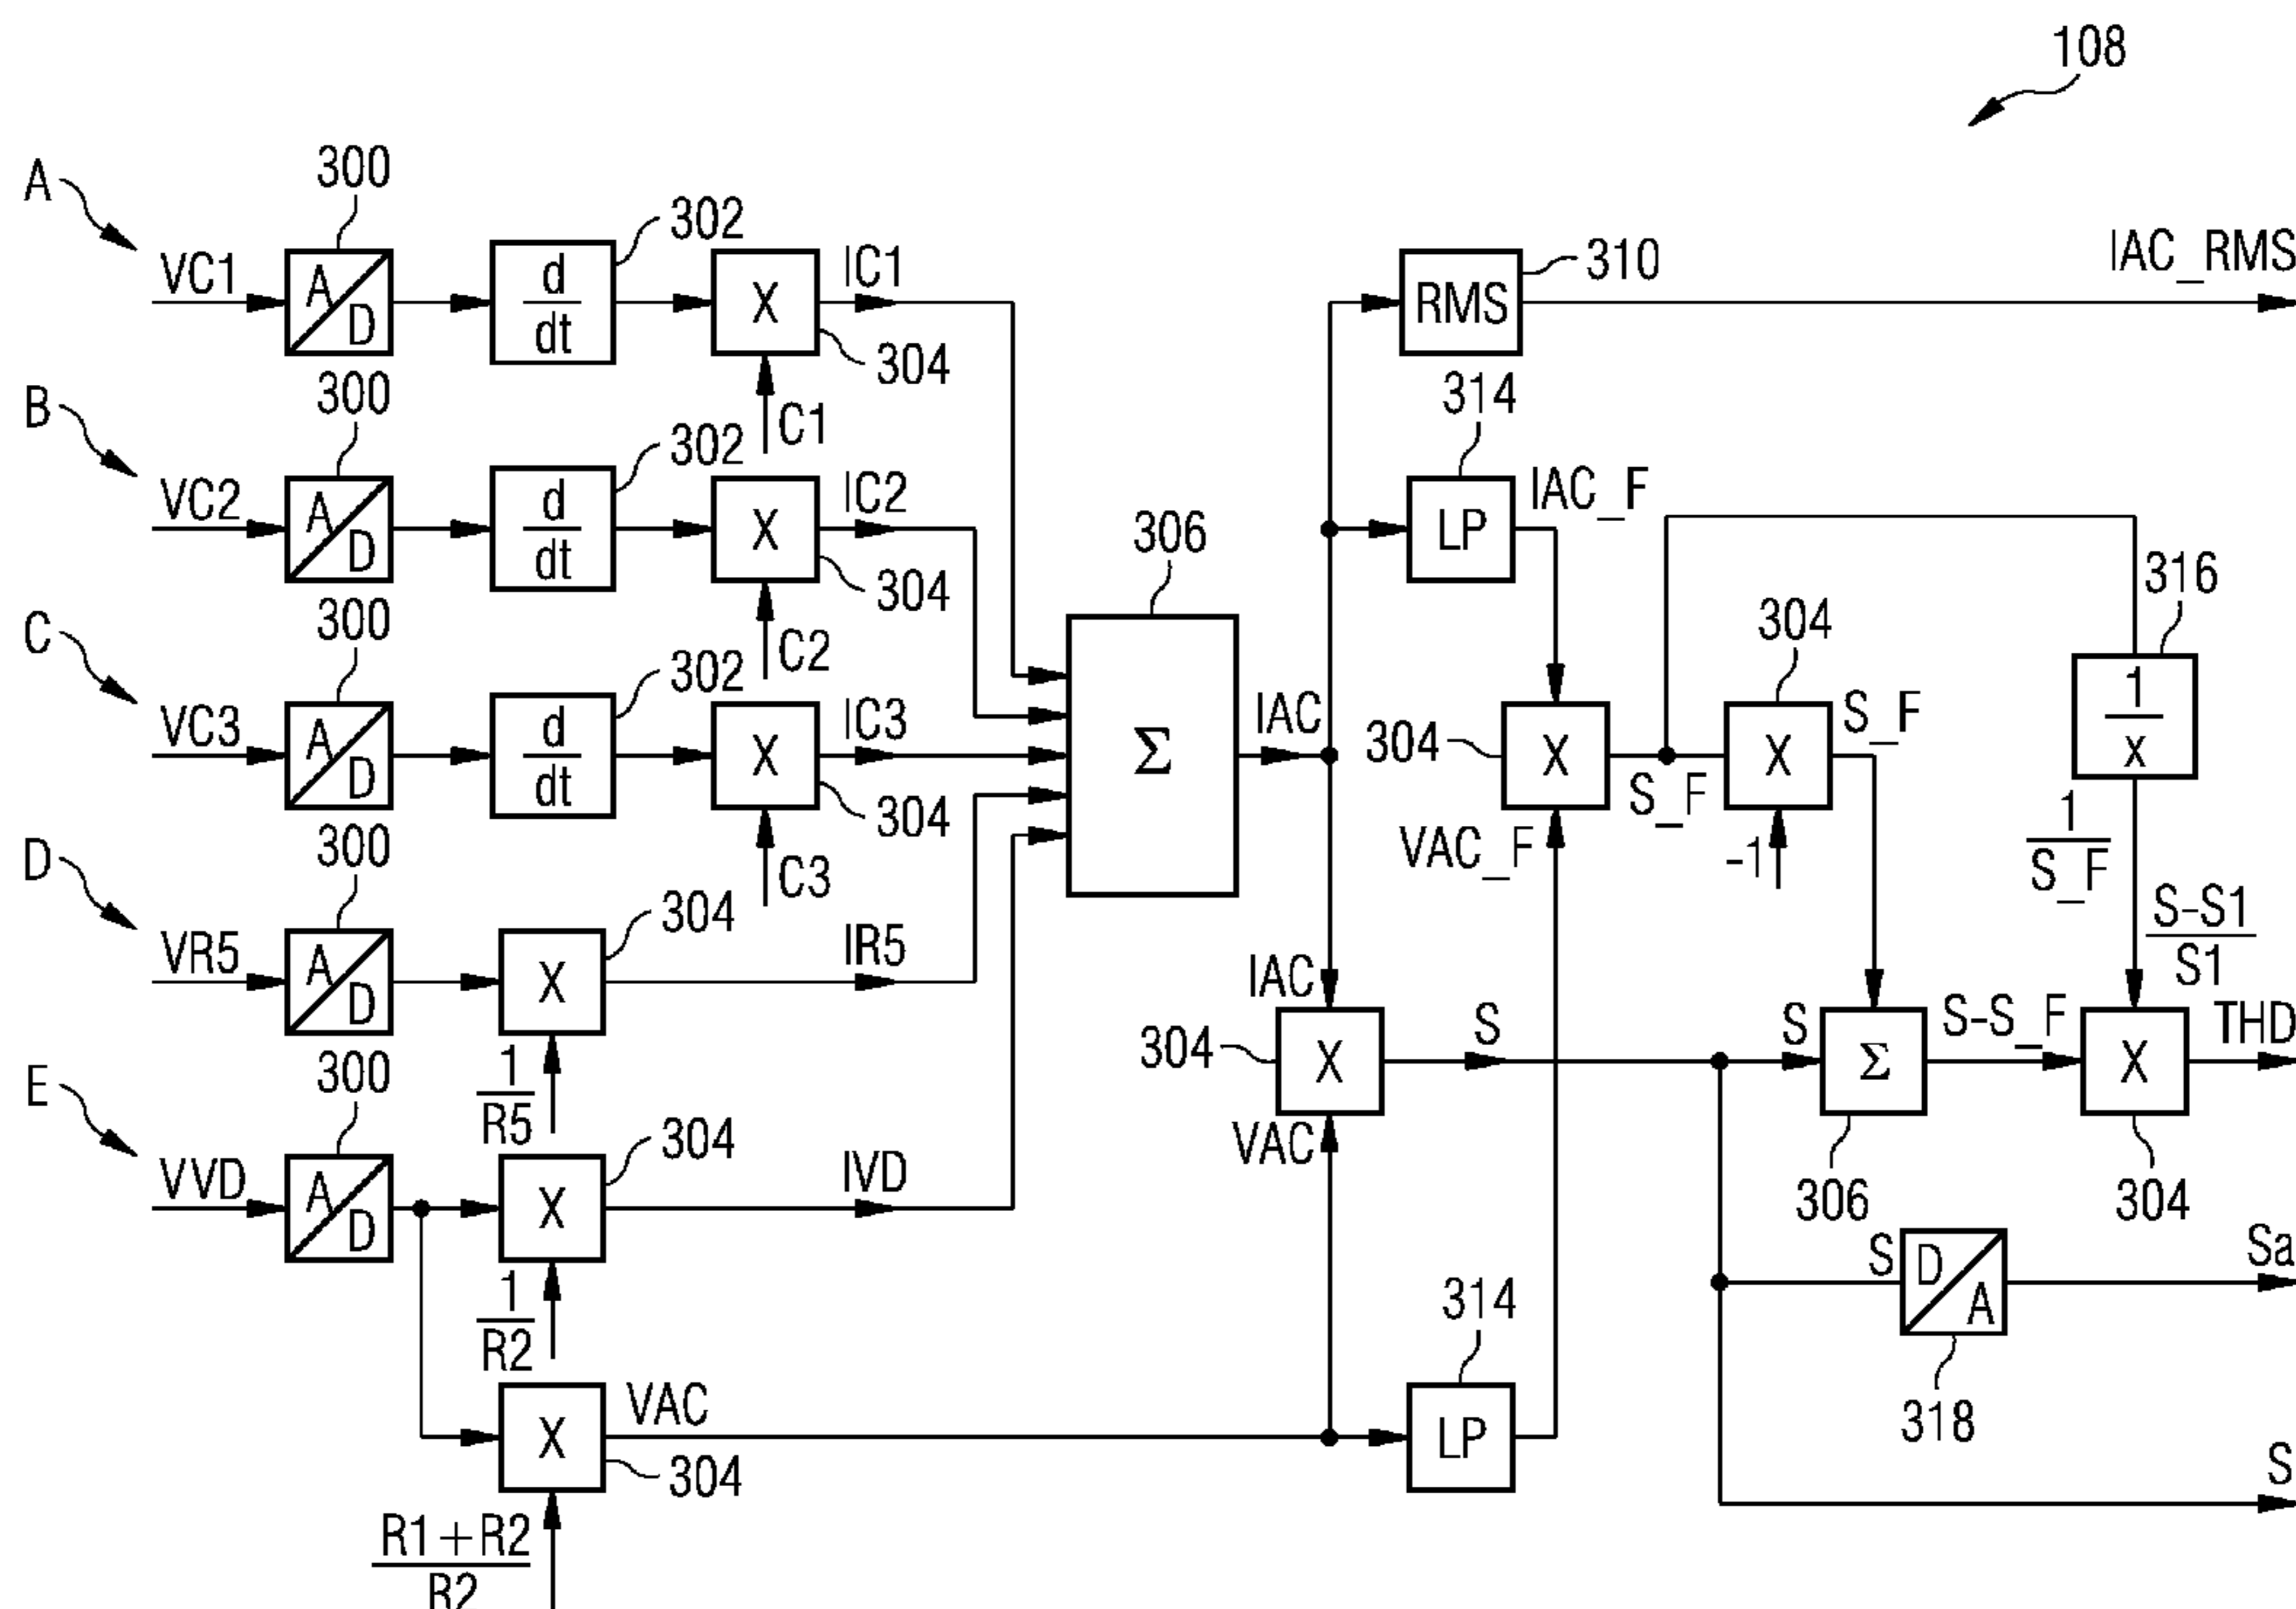 108
A
300
VC1
A
D
d
dt
302
X
IC1
304
C1
RMS
310
IAC_RMS
B
300
VC2
A
D
d
dt
302
X
IC2
304
C2
314
LP
IAC_F
C
300
VC3
A
D
d
dt
302
X
IC3
304
C3
306
Σ
IAC
304
X
S_F
VAC_F
304
X
S_F
-1
316
1
x
1
S_F
S-S1
S1
D
300
VR5
A
D
X
304
IR5
1
R5
IAC
304
X
VAC
S
S
Σ
306
S-S_F
X
304
THD
E
300
VVD
A
D
X
304
IVD
1
R2
S
D
A
318
Sa
X
304
VAC
R1+R2
R2
314
LP
S